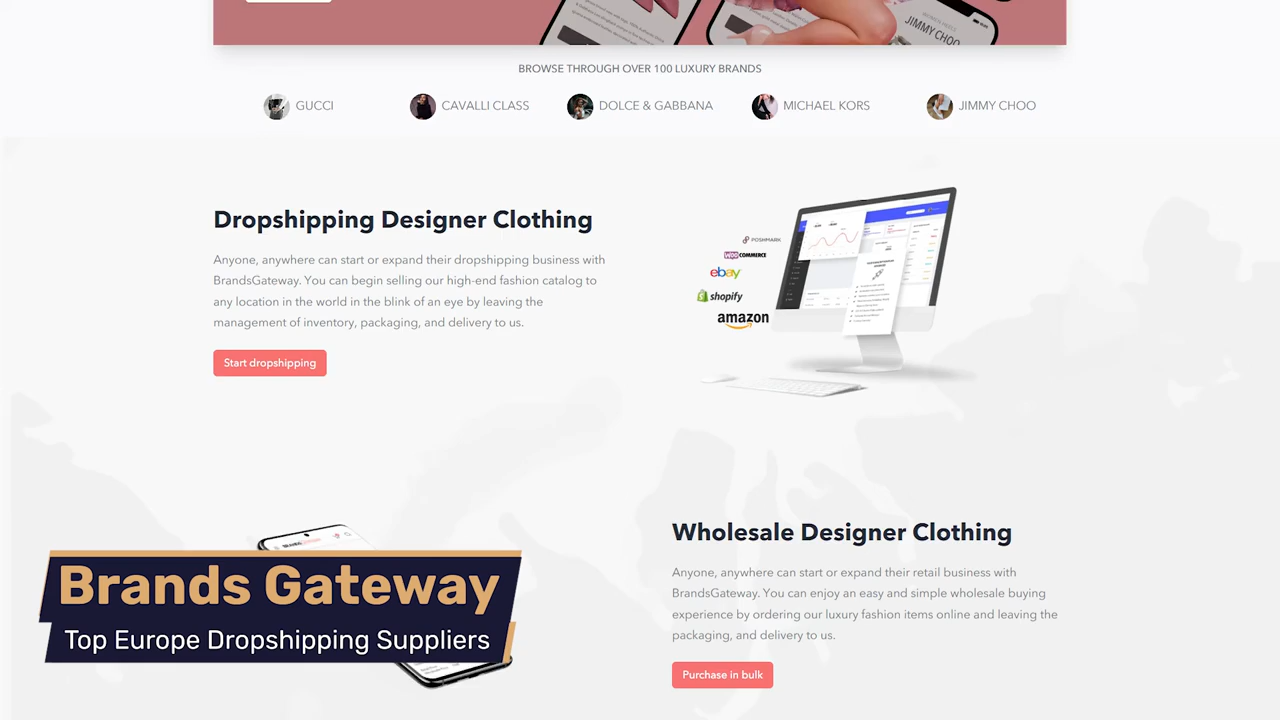 JIMMY CHOO
BROWSE THROUGH OVER 100 LUXURY BRANDS
GUCCI
CAVALLI CLASS
DOLCE & GABBANA
MICHAEL KORS
JIMMY CHOO
Dropshipping Designer Clothing
Anyone, anywhere can start or expand their dropshipping business with
BrandsGateway. You can begin selling our high-end fashion catalog to
any location in the world in the blink of an eye by leaving the
management of inventory, packaging, and delivery to us.
Start dropshipping
POSHMARK
WOO COMMERCE
ebay
shopify
amazon
Wholesale Designer Clothing
Anyone, anywhere can start or expand their retail business with
BrandsGateway. You can enjoy an easy and simple wholesale buying
experience by ordering our luxury fashion items online and leaving the
packaging, and delivery to us.
Purchase in bulk
Brands Gateway
Top Europe Dropshipping Suppliers